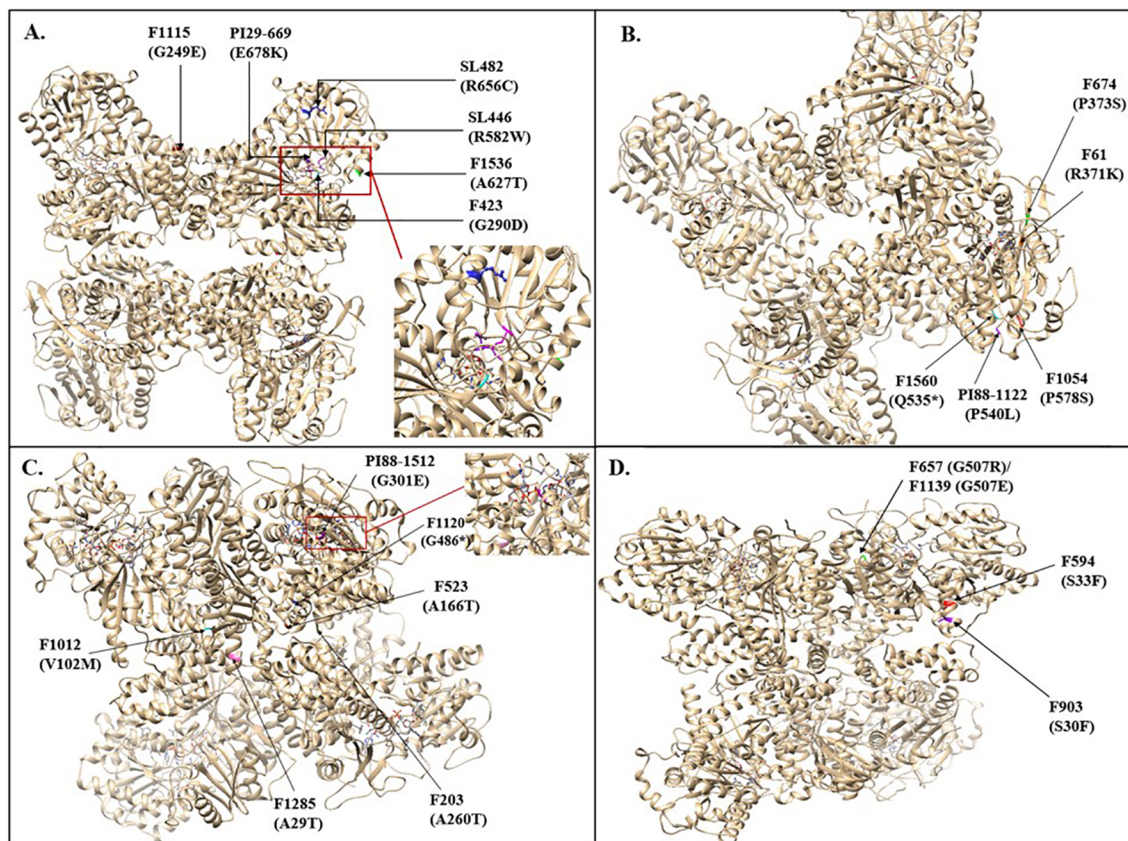 A.
F1115
(G249E)
PI29-669
(E678K)
SL482
(R656C)
SL446
(R582W)
F1536
(A627T)
F423
(G290D)
B.
F674
(P373S)
F61
(R371K)
F1560
(Q535*)
PI88-1122
(P540L)
F1054
(P578S)
C.
PI88-1512
(G301E)
F1120
(G486*)
F523
(A166T)
F1012
(V102M)
F1285
(A29T)
F203
(A260T)
D.
F657 (G507R)/
F1139 (G507E)
F594
(S33F)
F903
(S30F)